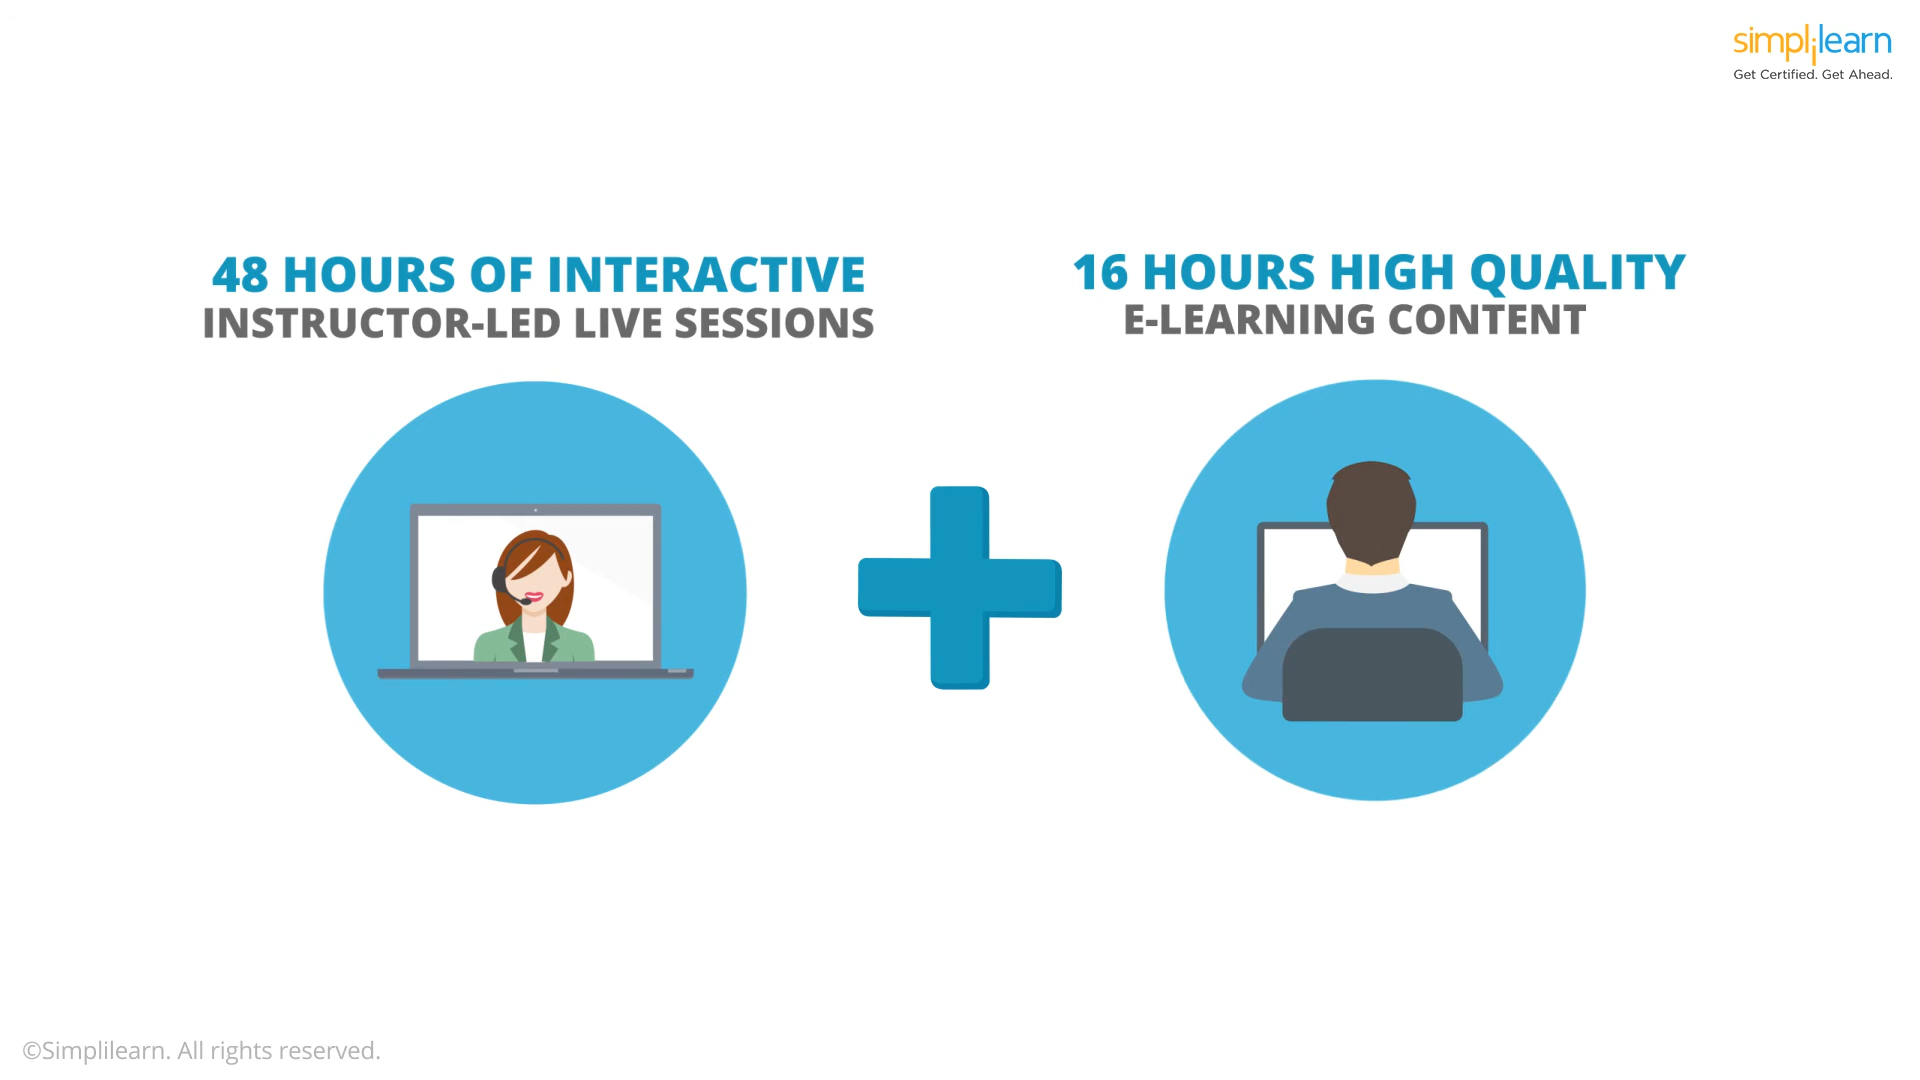 simplilearn
Get Certified. Get Ahead.
48 HOURS OF INTERACTIVE
INSTRUCTOR-LED LIVE SESSIONS
16 HOURS HIGH QUALITY
E-LEARNING CONTENT
©Simplilearn. All rights reserved.